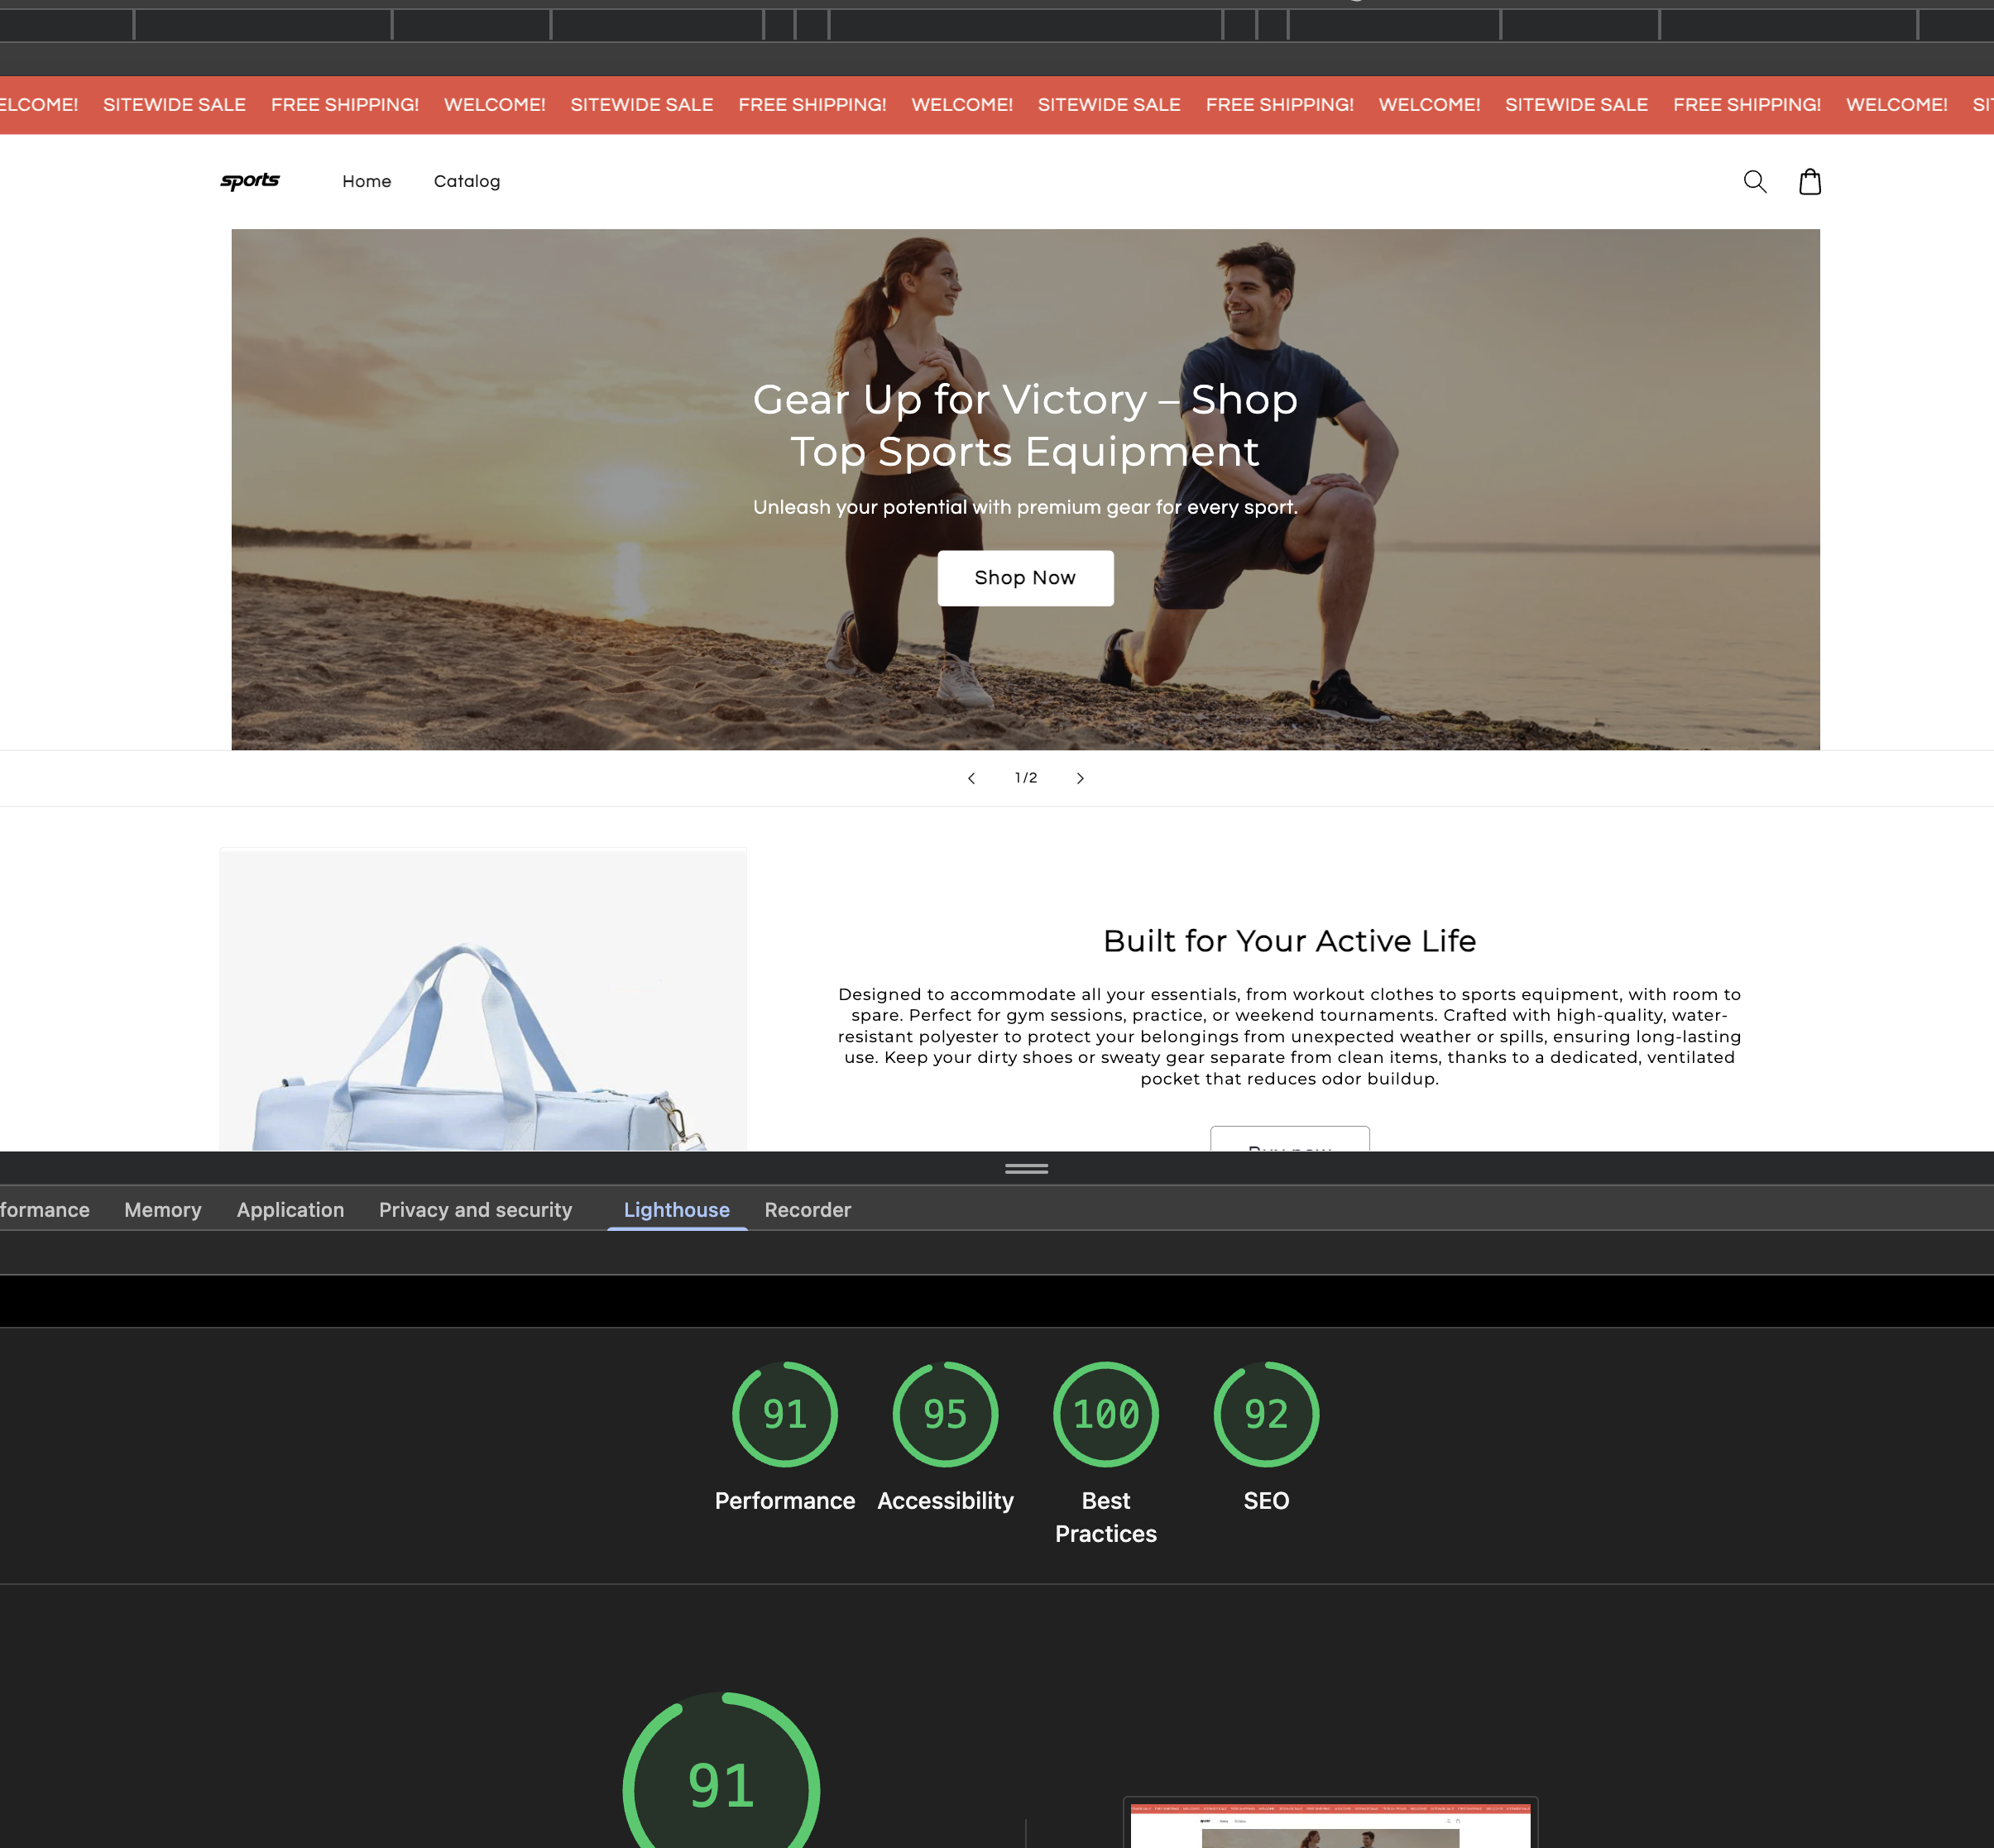 ELCOME! SITEWIDE SALE FREE SHIPPING! WELCOME! SITEWIDE SALE FREE SHIPPING! WELCOME! SITEWIDE SALE FREE SHIPPING! WELCOME! SITEWIDE SALE FREE SHIPPING! WELCOME! SI
sports Home Catalog
Gear Up for Victory – Shop
Top Sports Equipment
Unleash your potential with premium gear for every sport.
Shop Now
1/2
Built for Your Active Life
Designed to accommodate all your essentials, from workout clothes to sports equipment, with room to
spare. Perfect for gym sessions, practice, or weekend tournaments. Crafted with high-quality, water-
resistant polyester to protect your belongings from unexpected weather or spills, ensuring long-lasting
use. Keep your dirty shoes or sweaty gear separate from clean items, thanks to a dedicated, ventilated
pocket that reduces odor buildup.
Buy now
formance Memory Application Privacy and security Lighthouse Recorder
91 95 100 92
Performance Accessibility Best Practices SEO
91